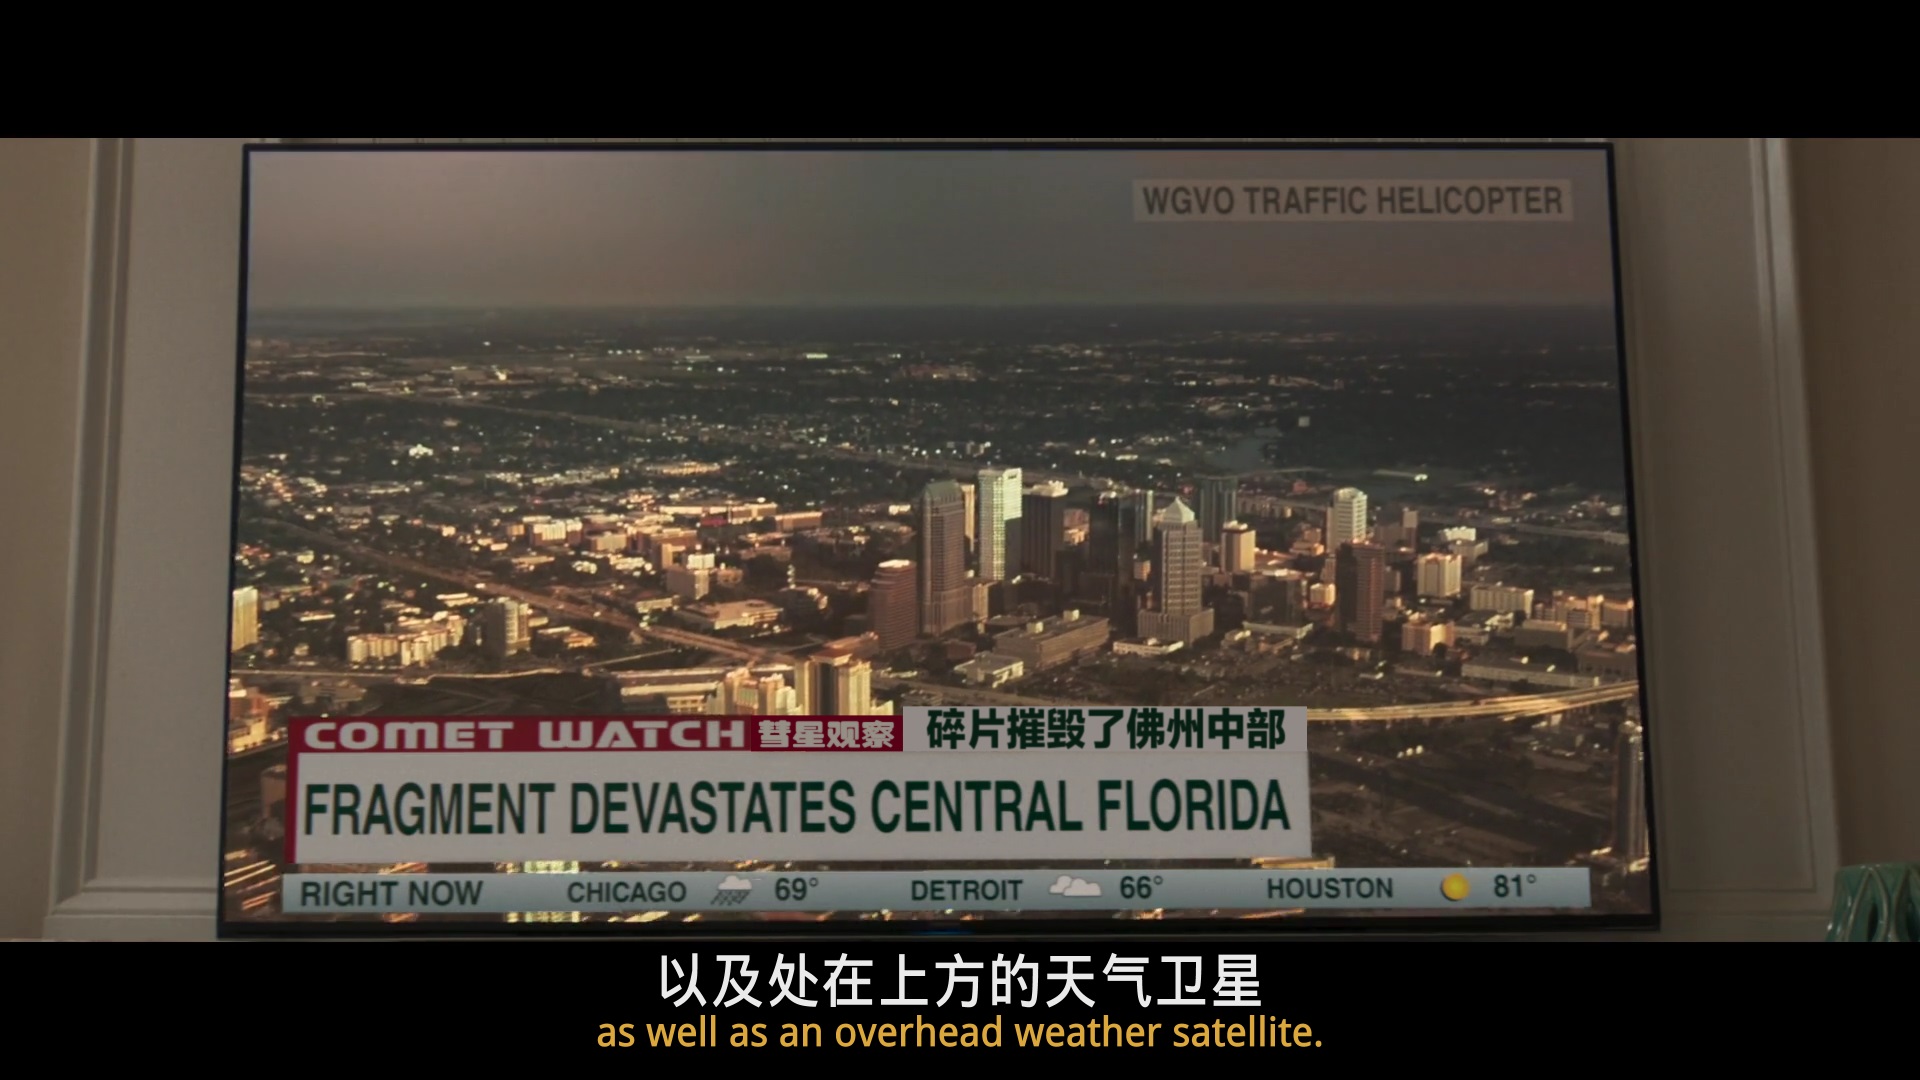 WGVO TRAFFIC HELICOPTER
COMET WATCH 彗星观察 碎片摧毁了佛州中部
FRAGMENT DEVASTATES CENTRAL FLORIDA
RIGHT NOW CHICAGO 69° DETROIT 66° HOUSTON 81°
以及处在上方的天气卫星
as well as an overhead weather satellite.